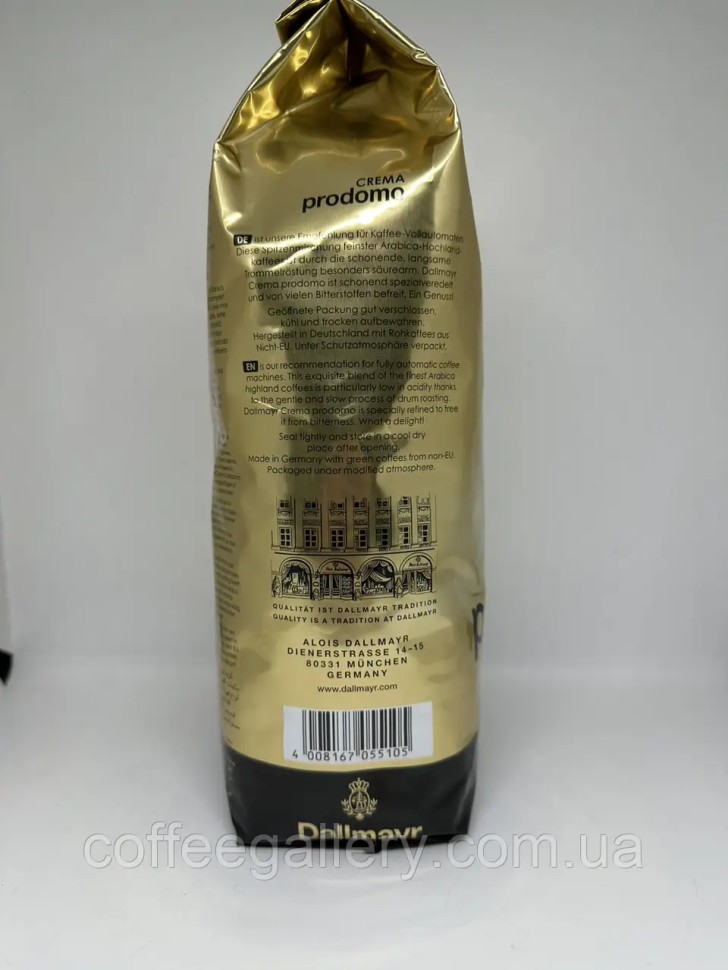 CREMA
prodomo
DE ist unsere Empfehlung für Kaffee-Vollautomaten
Diese Spitzenmischung feinster Arabica-Hochland-
kaffees ist durch die schonende, langsame
Trommelröstung besonders säurearm. Dallmayr
Crema prodomo ist schonend spezialveredelt
und von vielen Bitterstoffen befreit. Ein Genuss!
Geöffnete Packung gut verschlossen,
kühl und trocken aufbewahren.
Hergestellt in Deutschland mit Rohkaffees aus
Nicht-EU. Unter Schutzatmosphäre verpackt.
EN is our recommendation for fully automatic coffee
machines. This exquisite blend of the finest Arabica
highland coffees is particularly low in acidity thanks
to the gentle and slow process of drum roasting.
Dallmayr Crema prodomo is specially refined to free
it from bitterness. What a delight!
Seal tightly and store in a cool dry
place after opening.
Made in Germany with green coffees from non-EU.
Packaged under modified atmosphere.
QUALITÄT IST DALLMAYR TRADITION
QUALITY IS A TRADITION AT DALLMAYR
ALOIS DALLMAYR
DIENERSTRASSE 14-15
80331 MÜNCHEN
GERMANY
www.dallmayr.com
4 008167 055105
Dallmayr
coffeegallery.com.ua